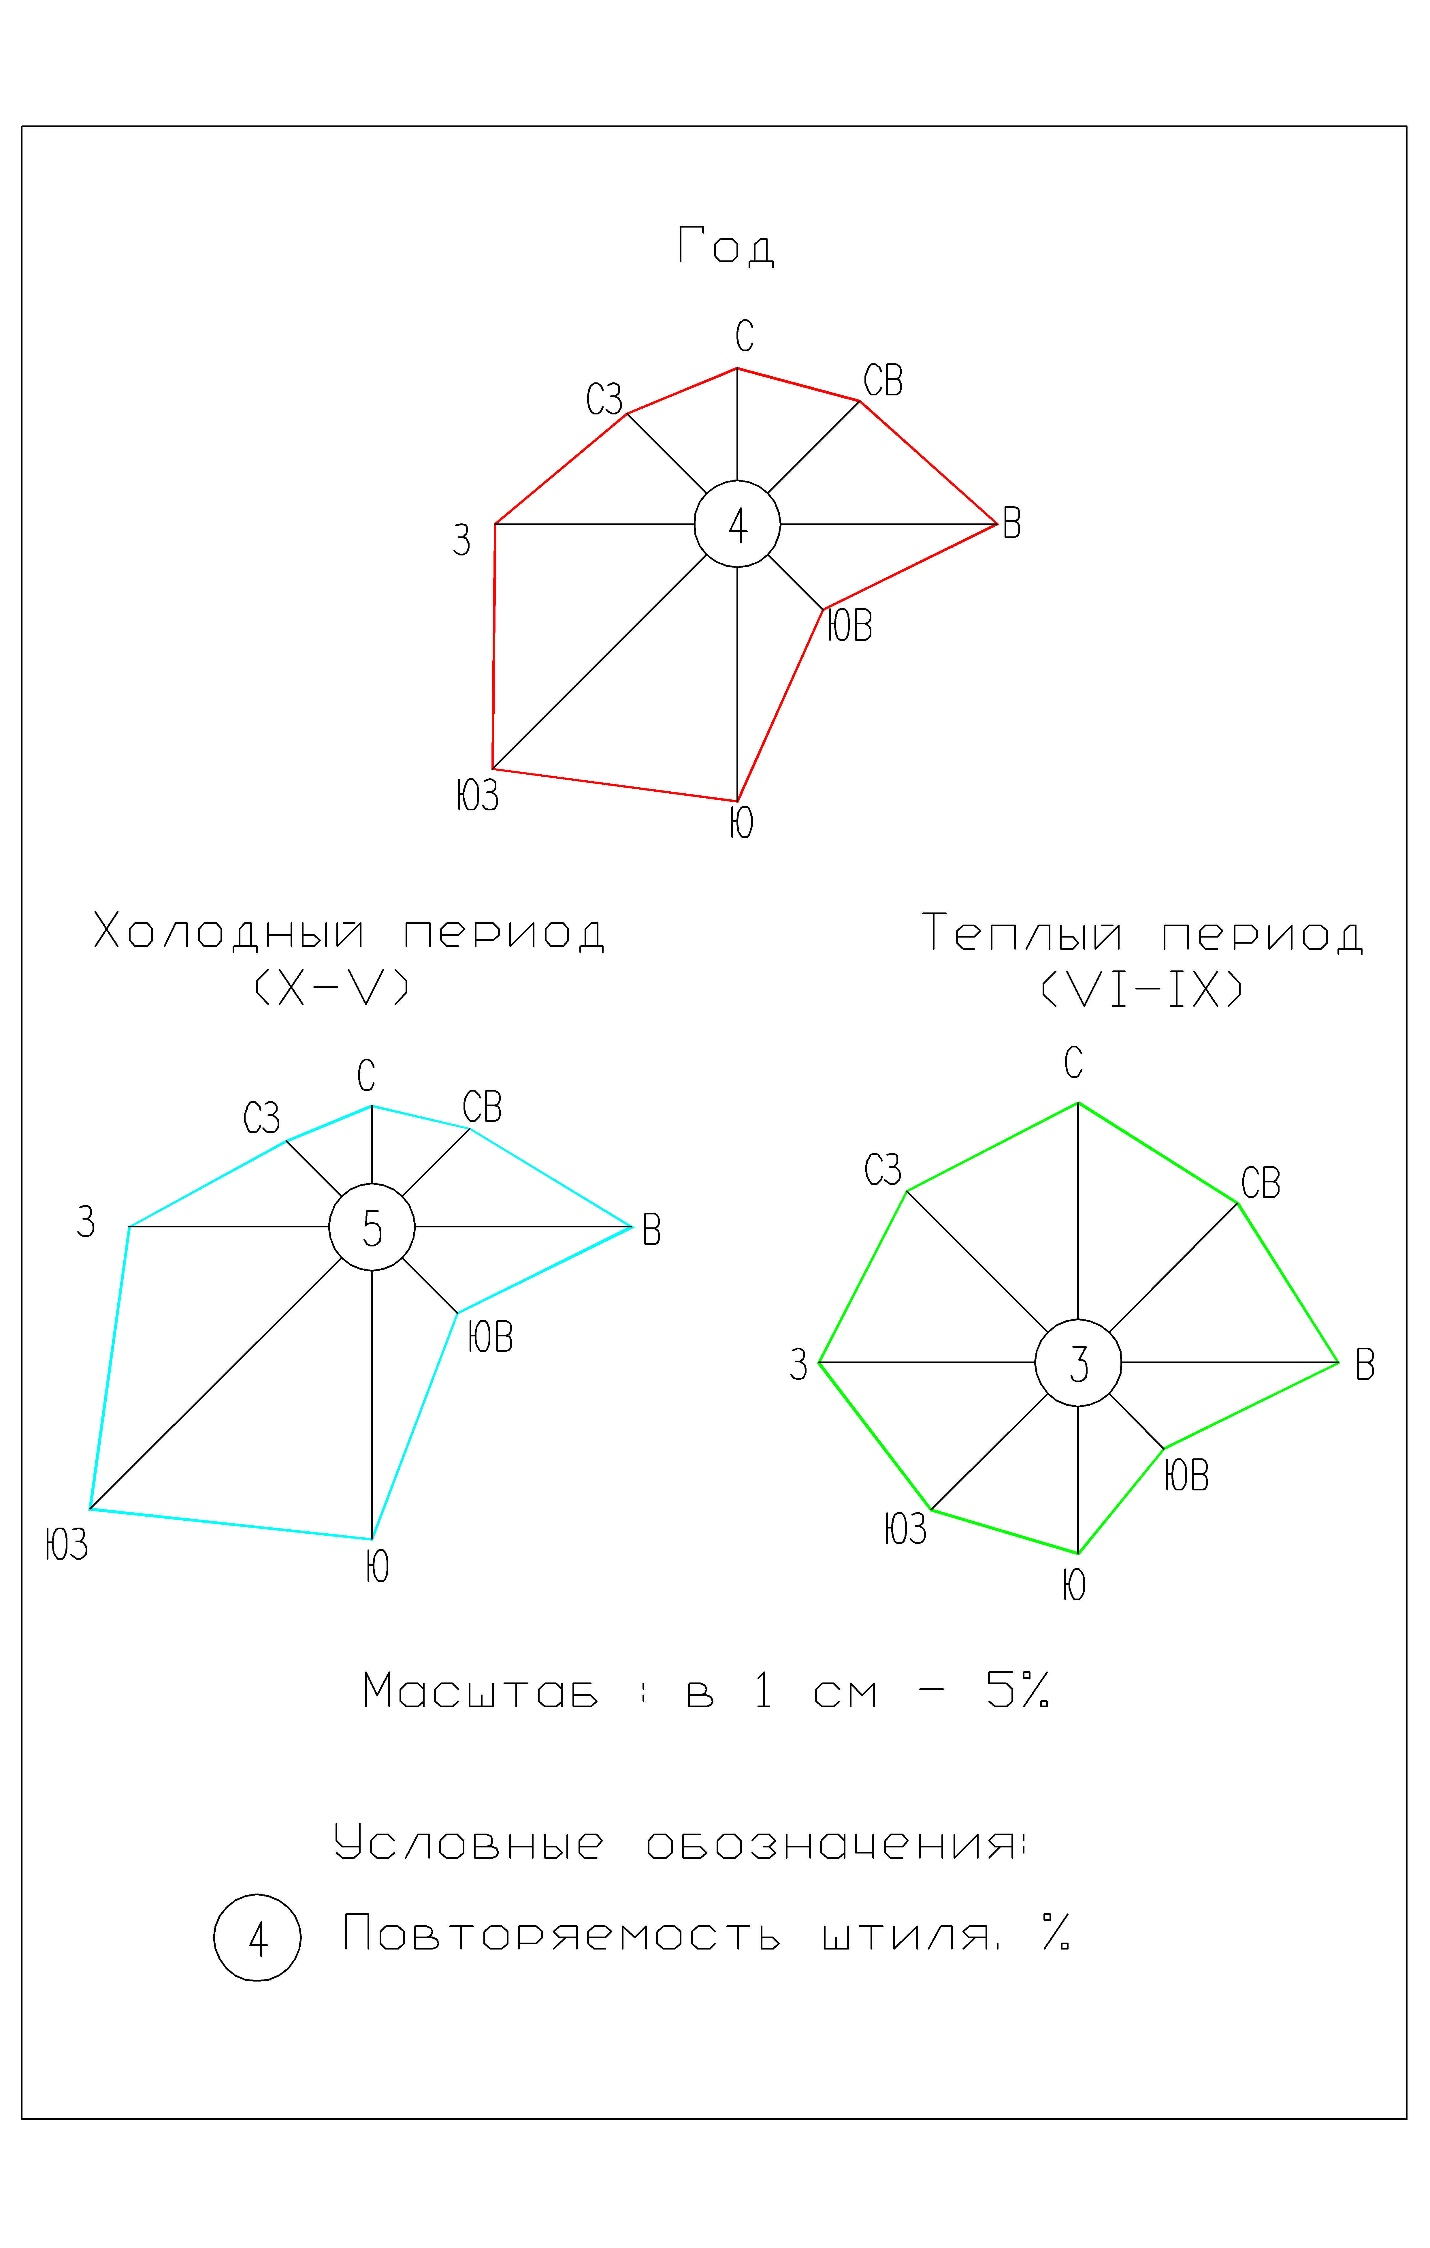 Год
С
СЗ
СВ
З
4
В
ЮВ
ЮЗ
Ю
Холодный период
(X-V)
Теплый период
(VI-IX)
С
СЗ
СВ
З
5
В
ЮВ
ЮЗ
Ю
С
СЗ
СВ
З
3
В
ЮВ
ЮЗ
Ю
Масштаб : в 1 см - 5%
Условные обозначения:
4 Повторяемость штиля, %